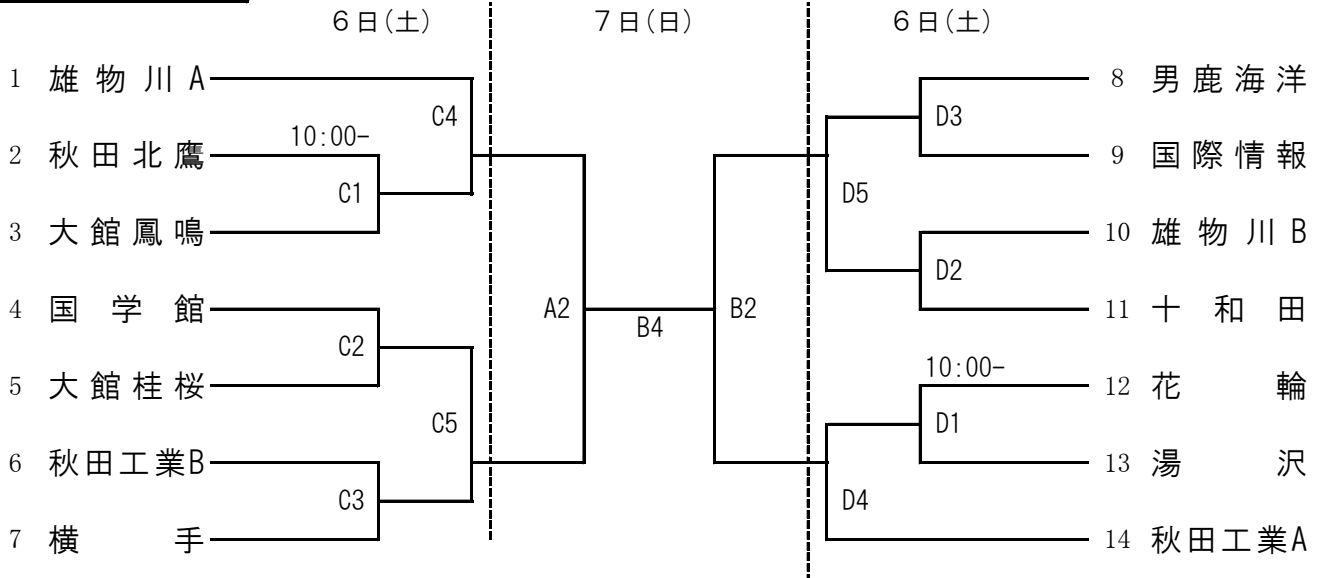 6日(土) 7日(日) 6日(土)
1 雄物川A
2 秋田北鷹
3 大館鳳鳴
4 国学館
5 大館桂桜
6 秋田工業B
7 横手
10:00-
C4
C1
C2
C5
C3
A2
B4
B2
8 男鹿海洋
9 国際情報
10 雄物川B
11 十和田
12 花輪
13 湯沢
14 秋田工業A
D3
D5
D2
10:00-
D1
D4